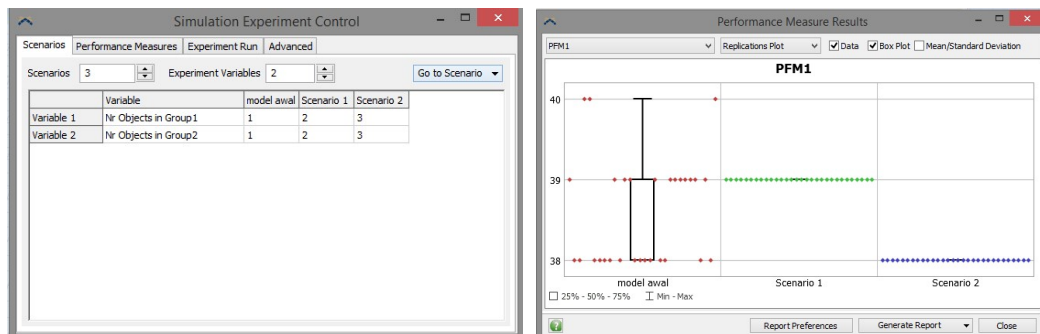 Simulation Experiment Control
Scenarios Performance Measures Experiment Run Advanced
Scenarios 3 Experiment Variables 2 Go to Scenario
Variable model awal Scenario 1 Scenario 2
Variable 1 Nr Objects in Group1 1 2 3
Variable 2 Nr Objects in Group2 1 2 3
Performance Measure Results
PFM1 Replications Plot Data Box Plot Mean/Standard Deviation
PFM1
40
39
38
model awal Scenario 1 Scenario 2
25% - 50% - 75% Min - Max
? Report Preferences Generate Report Close